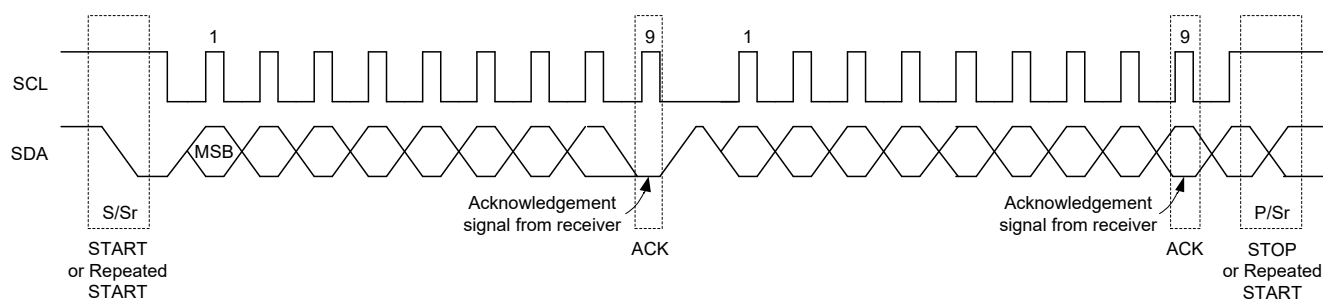 1
9
1
9
SCL
SDA
MSB
S/Sr
START
or Repeated
START
Acknowledgement
signal from receiver
ACK
Acknowledgement
signal from receiver
ACK
P/Sr
STOP
or Repeated
START